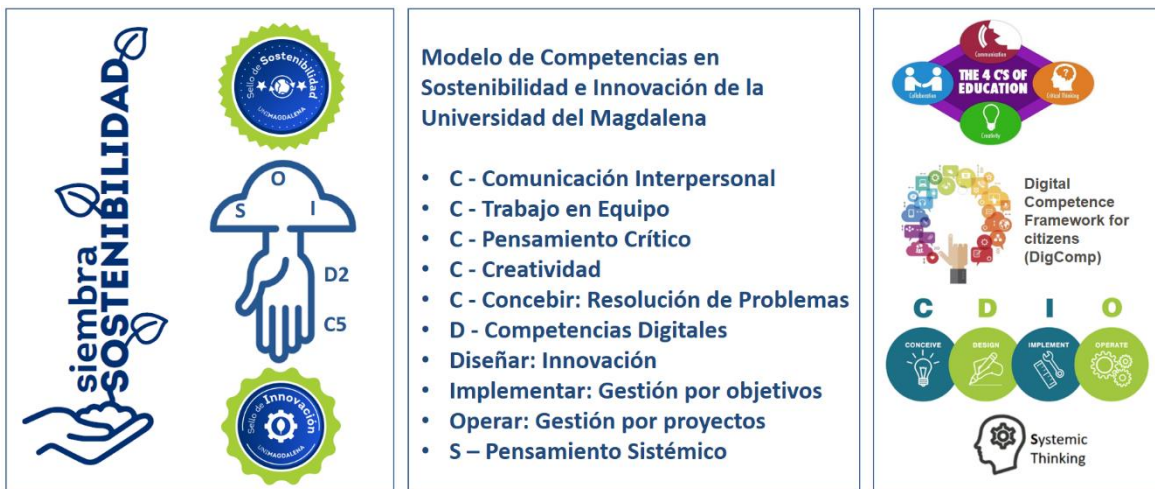 siembra
SOSTENIBILIDAD
Sello de Sostenibilidad
UNIMAGDALENA
O
S
I
D2
C5
Sello de Innovación
UNIMAGDALENA
Modelo de Competencias en
Sostenibilidad e Innovación de la
Universidad del Magdalena
• C - Comunicación Interpersonal
• C - Trabajo en Equipo
• C - Pensamiento Crítico
• C - Creatividad
• C - Concebir: Resolución de Problemas
• D - Competencias Digitales
• Diseñar: Innovación
• Implementar: Gestión por objetivos
• Operar: Gestión por proyectos
• S – Pensamiento Sistémico
Communication
THE 4 C'S OF
EDUCATION
Collaboration
Critical Thinking
Creativity
Digital
Competence
Framework for
citizens
(DigComp)
C D I O
CONCEIVE DESIGN IMPLEMENT OPERATE
Systemic
Thinking